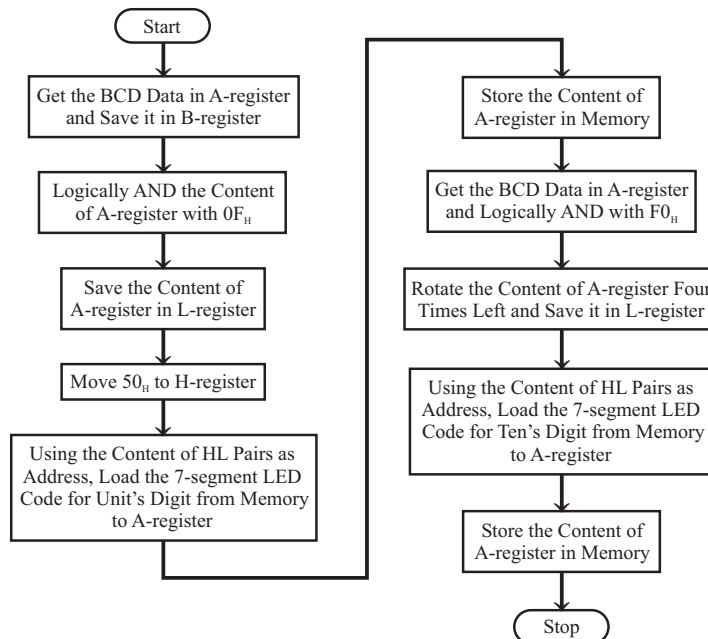 Start
Get the BCD Data in A-register
and Save it in B-register
Logically AND the Content
of A-register with 0F_H
Save the Content of
A-register in L-register
Move 50_H to H-register
Using the Content of HL Pairs as
Address, Load the 7-segment LED
Code for Unit's Digit from Memory
to A-register
Store the Content of
A-register in Memory
Get the BCD Data in A-register
and Logically AND with F0_H
Rotate the Content of A-register Four
Times Left and Save it in L-register
Using the Content of HL Pairs as
Address, Load the 7-segment LED
Code for Ten's Digit from Memory
to A-register
Store the Content of
A-register in Memory
Stop